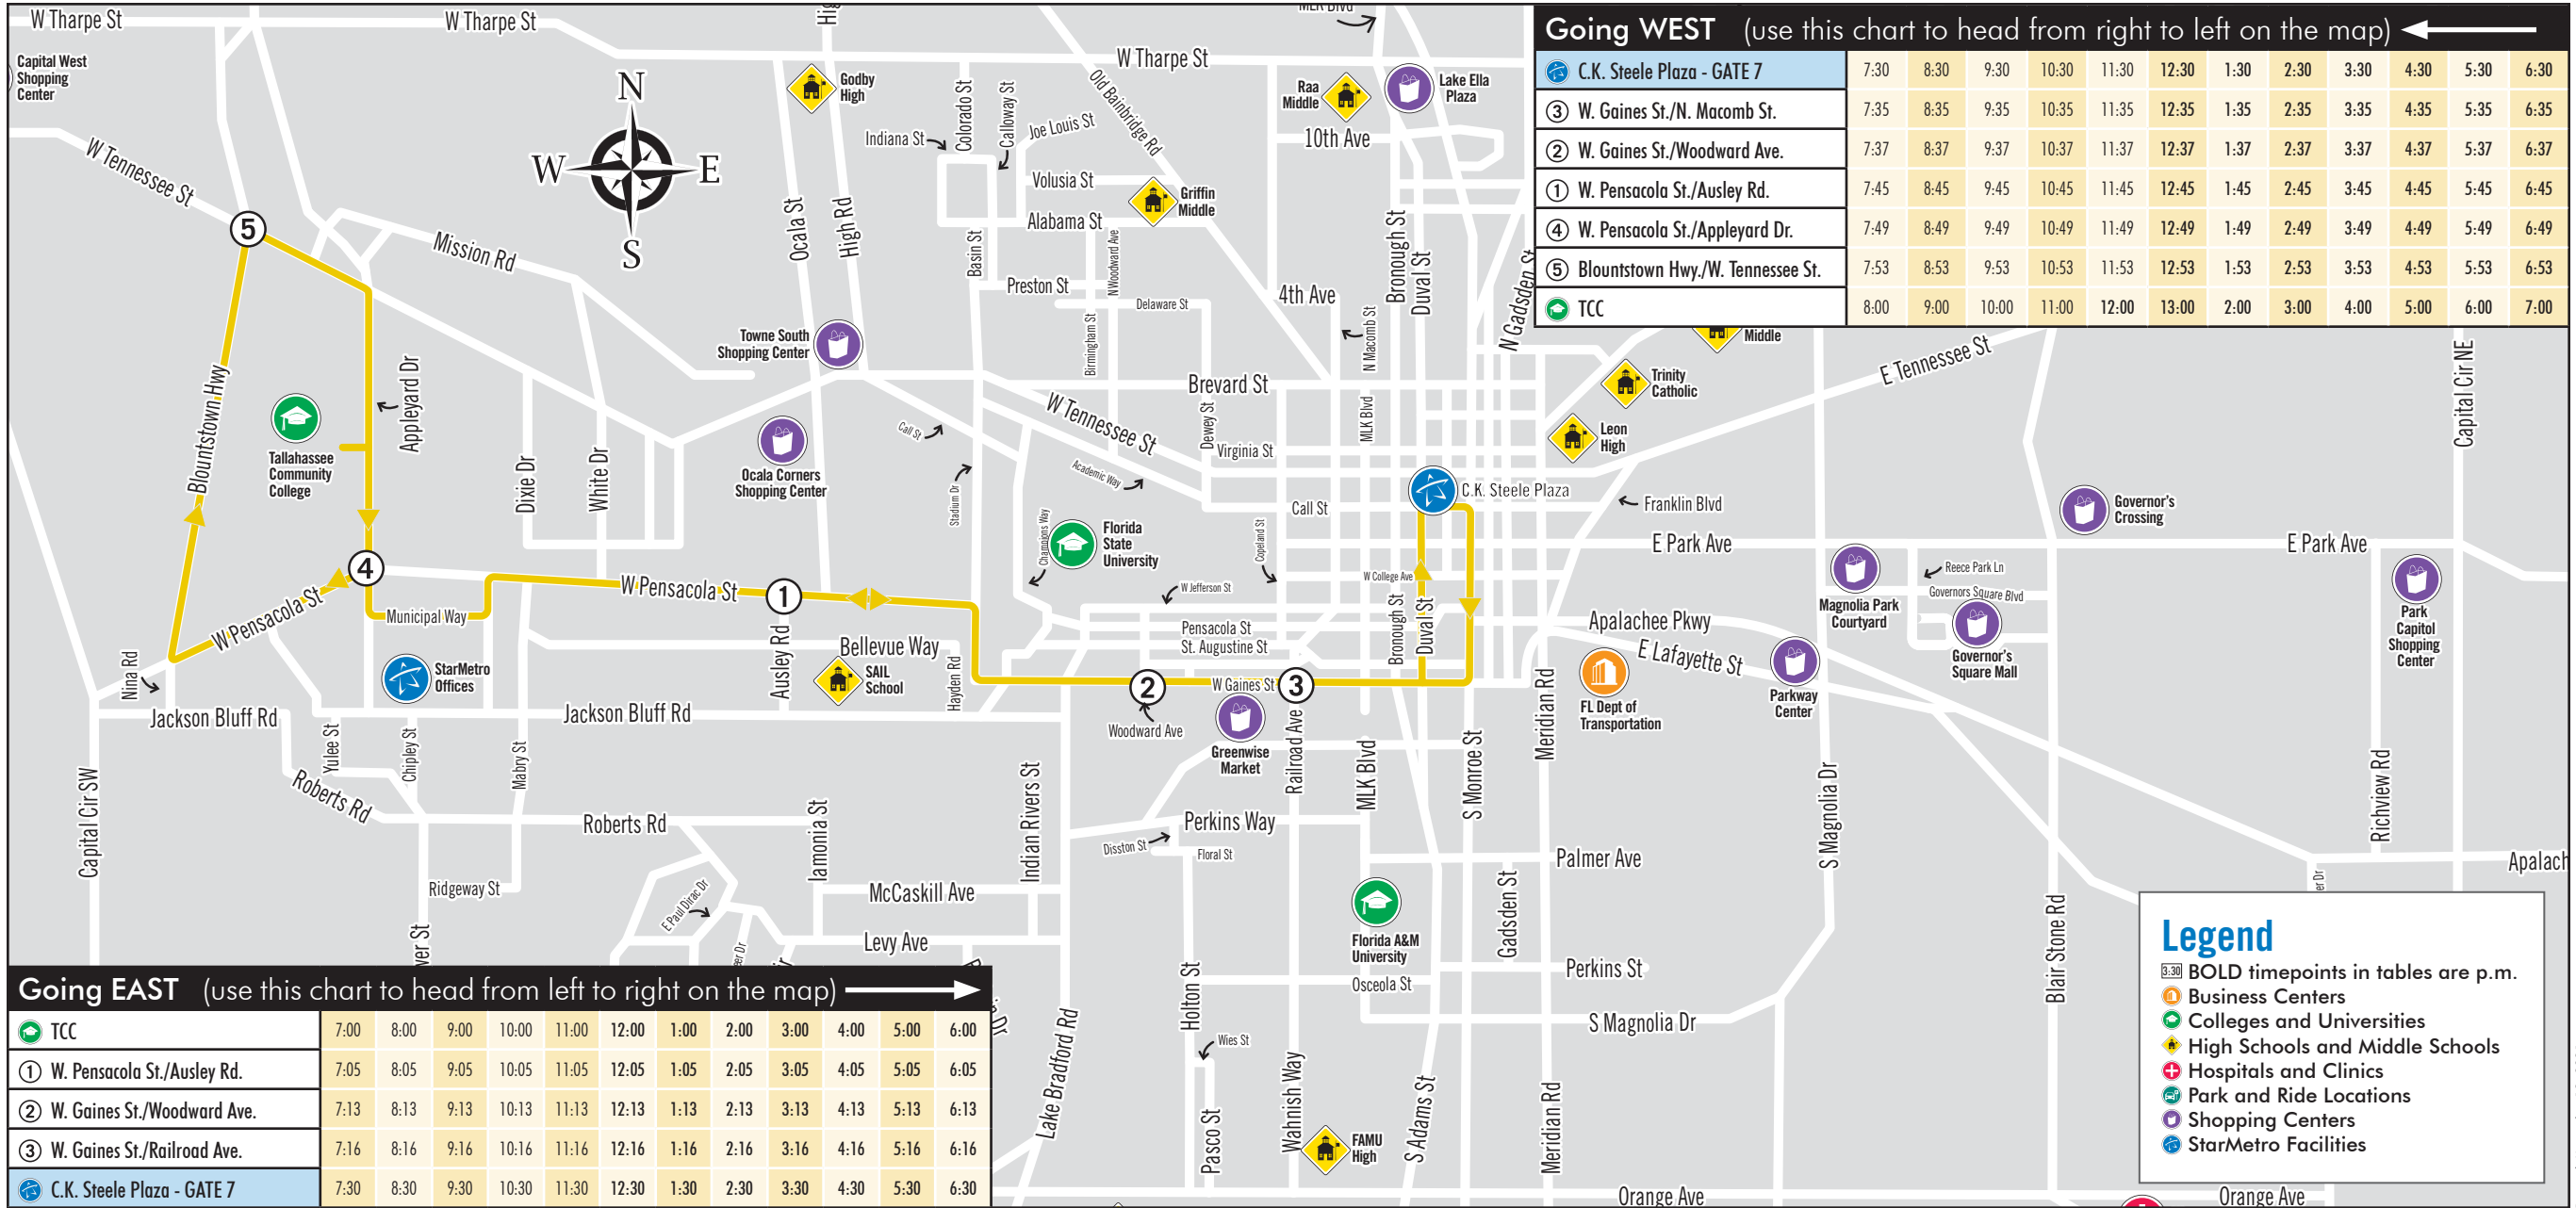 W Tharpe St
W Tharpe St
W Tharpe St
MLK Blvd
Capital West
Shopping
Center
N
W
E
S
Godby
High
Colorado St
Calloway St
Joe Louis St
Indiana St
Old Bainbridge Rd
Raa
Middle
Lake Ella
Plaza
10th Ave
W Tennessee St
5
Mission Rd
Ocala St
High Rd
Volusia St
Alabama St
Griffin
Middle
Basin St
N Woodward Ave
Preston St
Delaware St
Birmingham St
4th Ave
N Macomb St
Bronough St
Duval St
N Gadsden St
Going WEST (use this chart to head from right to left on the map)
C.K. Steele Plaza - GATE 7 7:30 8:30 9:30 10:30 11:30 12:30 1:30 2:30 3:30 4:30 5:30 6:30
3 W. Gaines St./N. Macomb St. 7:35 8:35 9:35 10:35 11:35 12:35 1:35 2:35 3:35 4:35 5:35 6:35
2 W. Gaines St./Woodward Ave. 7:37 8:37 9:37 10:37 11:37 12:37 1:37 2:37 3:37 4:37 5:37 6:37
1 W. Pensacola St./Ausley Rd. 7:45 8:45 9:45 10:45 11:45 12:45 1:45 2:45 3:45 4:45 5:45 6:45
4 W. Pensacola St./Appleyard Dr. 7:49 8:49 9:49 10:49 11:49 12:49 1:49 2:49 3:49 4:49 5:49 6:49
5 Blountstown Hwy./W. Tennessee St. 7:53 8:53 9:53 10:53 11:53 12:53 1:53 2:53 3:53 4:53 5:53 6:53
TCC 8:00 9:00 10:00 11:00 12:00 13:00 2:00 3:00 4:00 5:00 6:00 7:00
Middle
Towne South
Shopping Center
Brevard St
Trinity
Catholic
E Tennessee St
Capital Cir NE
Blountstown Hwy
Appleyard Dr
Tallahassee
Community
College
Dixie Dr
White Dr
Ocala Corners
Shopping Center
Call St
W Tennessee St
Dewey St
MLK Blvd
Virginia St
Leon
High
Stadium Dr
Academic Way
C.K. Steele Plaza
Call St
Franklin Blvd
Governor's
Crossing
Champions Way
Florida
State
University
Copeland St
E Park Ave
E Park Ave
4
W Pensacola St
1
W Jefferson St
W College Ave
Reece Park Ln
Governors Square Blvd
Magnolia Park
Courtyard
Park
Capitol
Shopping
Center
Municipal Way
W Pensacola St
Pensacola St
St. Augustine St
Bronough St
Duval St
Apalachee Pkwy
E Lafayette St
Governor's
Square Mall
Nina Rd
StarMetro
Offices
Ausley Rd
Bellevue Way
SAIL
School
Hayden Rd
2
W Gaines St
3
FL Dept of
Transportation
Parkway
Center
Meridian Rd
Jackson Bluff Rd
Jackson Bluff Rd
Woodward Ave
Greenwise
Market
Railroad Ave
MLK Blvd
S Monroe St
Yulee St
Chipley St
Mabry St
Capital Cir SW
Roberts Rd
Roberts Rd
Iamonia St
Indian Rivers St
Perkins Way
Disston St
Floral St
Palmer Ave
S Magnolia Dr
Richview Rd
Apalach
Ridgeway St
E Paul Dirac Dr
McCaskill Ave
Levy Ave
Florida A&M
University
Gadsden St
Perkins St
Osceola St
Holton St
Blair Stone Rd
S Magnolia Dr
Lake Bradford Rd
Wies St
Pasco St
Wahnish Way
S Adams St
Meridian Rd
FAMU
High
Orange Ave
Orange Ave
Going EAST (use this chart to head from left to right on the map)
TCC 7:00 8:00 9:00 10:00 11:00 12:00 1:00 2:00 3:00 4:00 5:00 6:00
1 W. Pensacola St./Ausley Rd. 7:05 8:05 9:05 10:05 11:05 12:05 1:05 2:05 3:05 4:05 5:05 6:05
2 W. Gaines St./Woodward Ave. 7:13 8:13 9:13 10:13 11:13 12:13 1:13 2:13 3:13 4:13 5:13 6:13
3 W. Gaines St./Railroad Ave. 7:16 8:16 9:16 10:16 11:16 12:16 1:16 2:16 3:16 4:16 5:16 6:16
C.K. Steele Plaza - GATE 7 7:30 8:30 9:30 10:30 11:30 12:30 1:30 2:30 3:30 4:30 5:30 6:30
Legend
3:30 BOLD timepoints in tables are p.m.
Business Centers
Colleges and Universities
High Schools and Middle Schools
Hospitals and Clinics
Park and Ride Locations
Shopping Centers
StarMetro Facilities